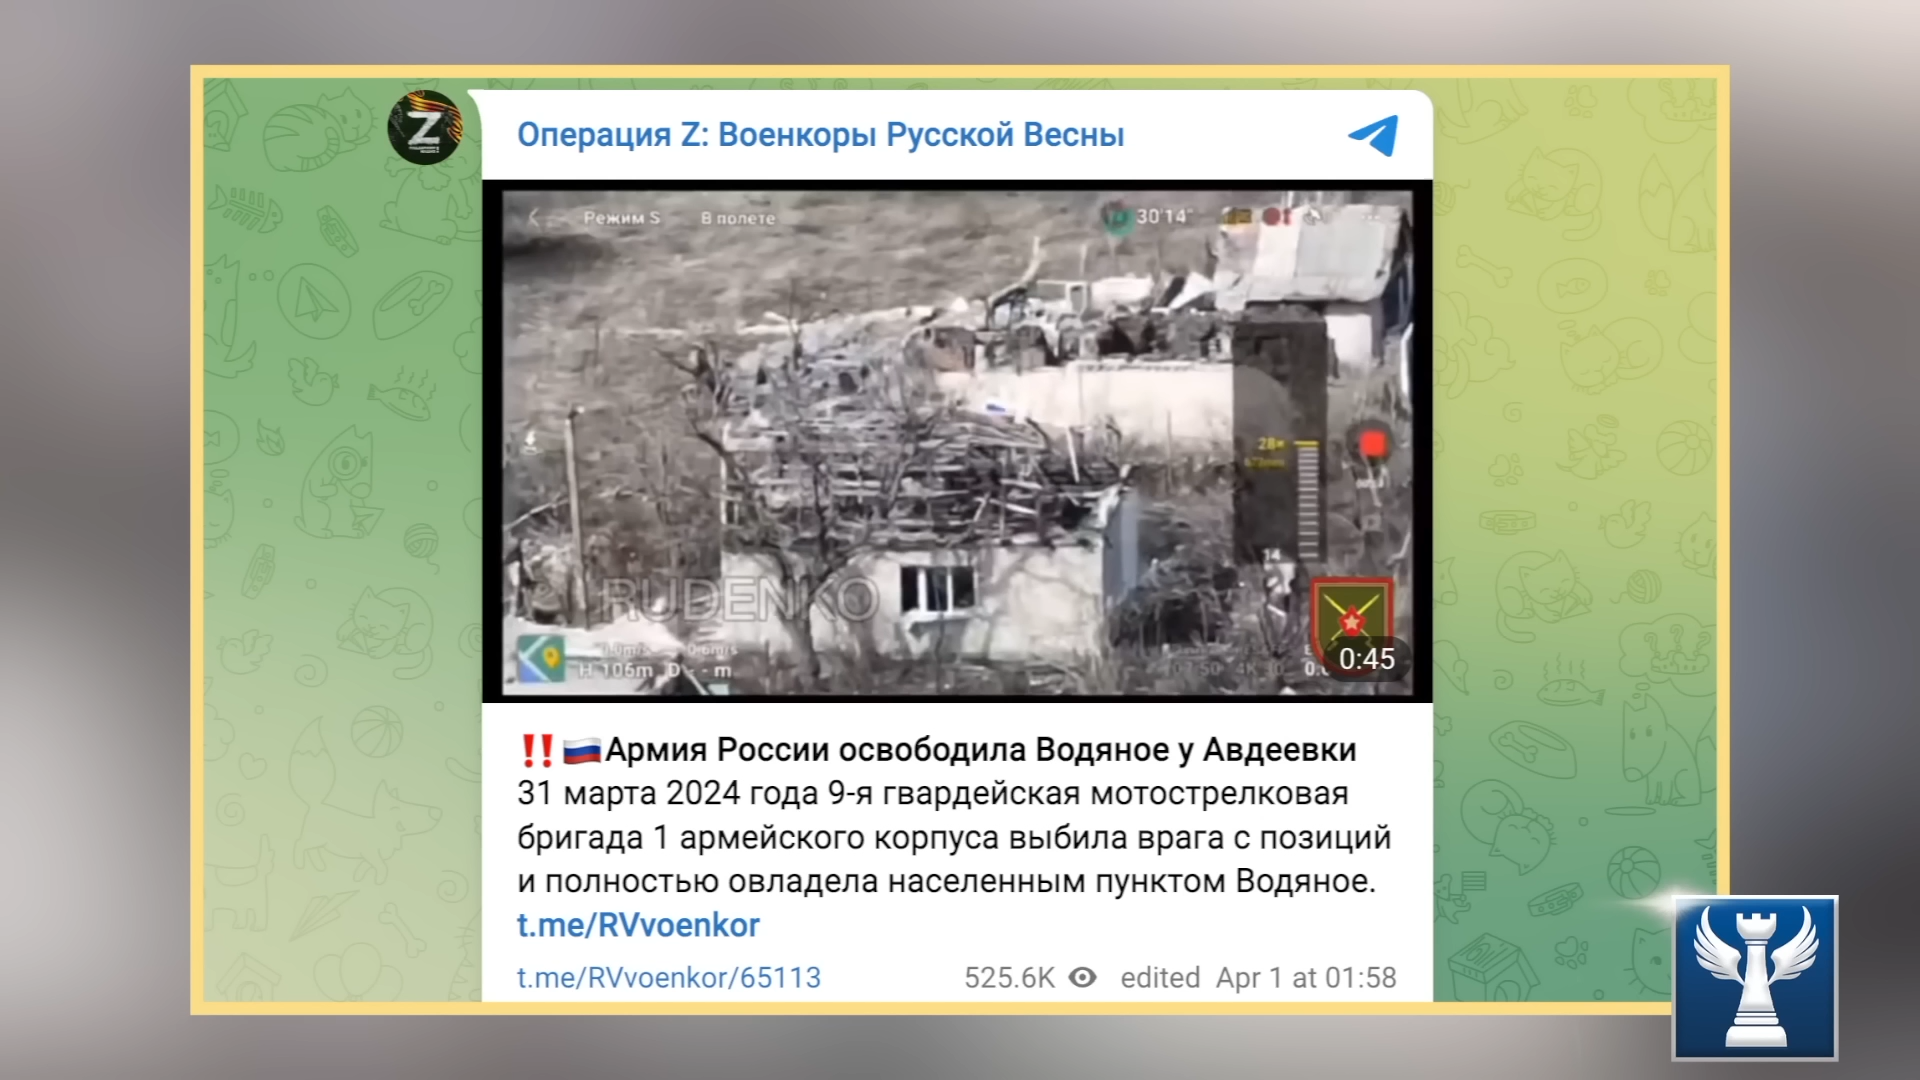 Операция Z: Военкоры Русской Весны
Режим S В полете 30'14"
28×
14
RUDENKO
H 106m D - - m
0:45
‼️🇷🇺Армия России освободила Водяное у Авдеевки
31 марта 2024 года 9-я гвардейская мотострелковая
бригада 1 армейского корпуса выбила врага с позиций
и полностью овладела населенным пунктом Водяное.
t.me/RVvoenkor
t.me/RVvoenkor/65113 525.6K edited Apr 1 at 01:58